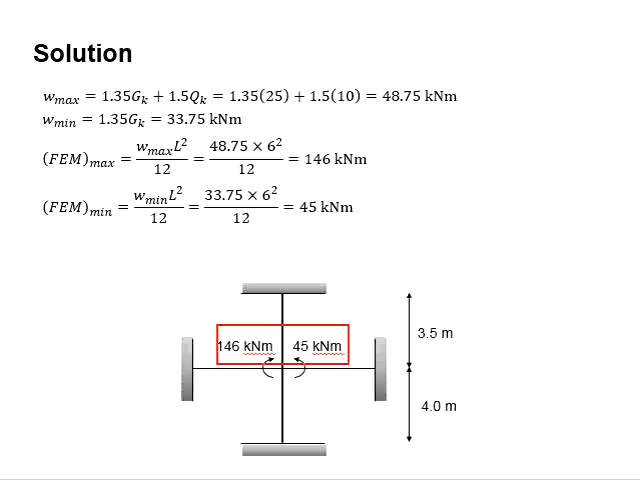 Solution
w_max = 1.35G_k + 1.5Q_k = 1.35(25) + 1.5(10) = 48.75 kNm
w_min = 1.35G_k = 33.75 kNm
(FEM)_max = w_max L²/12 = 48.75 × 6²/12 = 146 kNm
(FEM)_min = w_min L²/12 = 33.75 × 6²/12 = 45 kNm
3.5 m
146 kNm 45 kNm
4.0 m